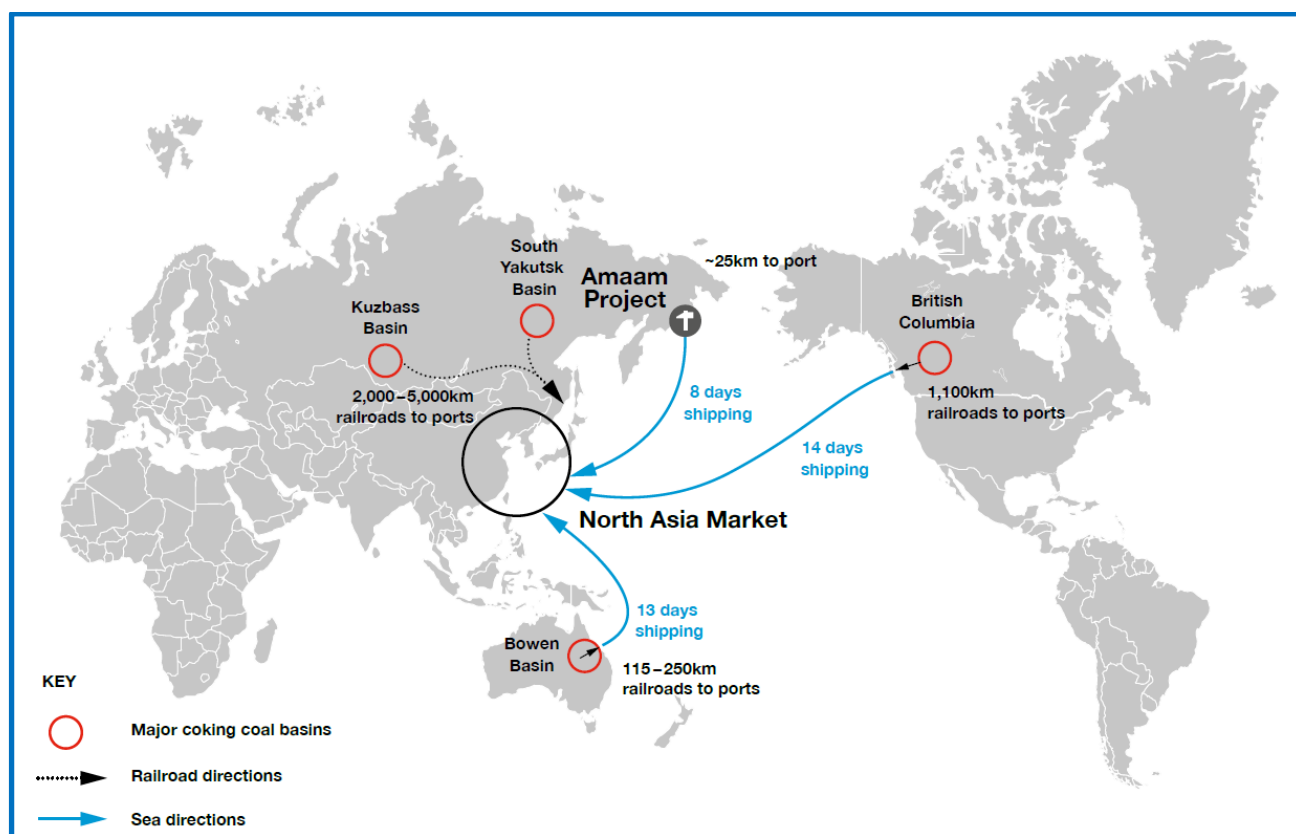 South
Yakutsk
Basin
Amaam
Project
~25km to port
Kuzbass
Basin
British
Columbia
2,000–5,000km
railroads to ports
8 days
shipping
1,100km
railroads to ports
14 days
shipping
North Asia Market
13 days
shipping
Bowen
Basin
115–250km
railroads to ports
KEY
Major coking coal basins
Railroad directions
Sea directions